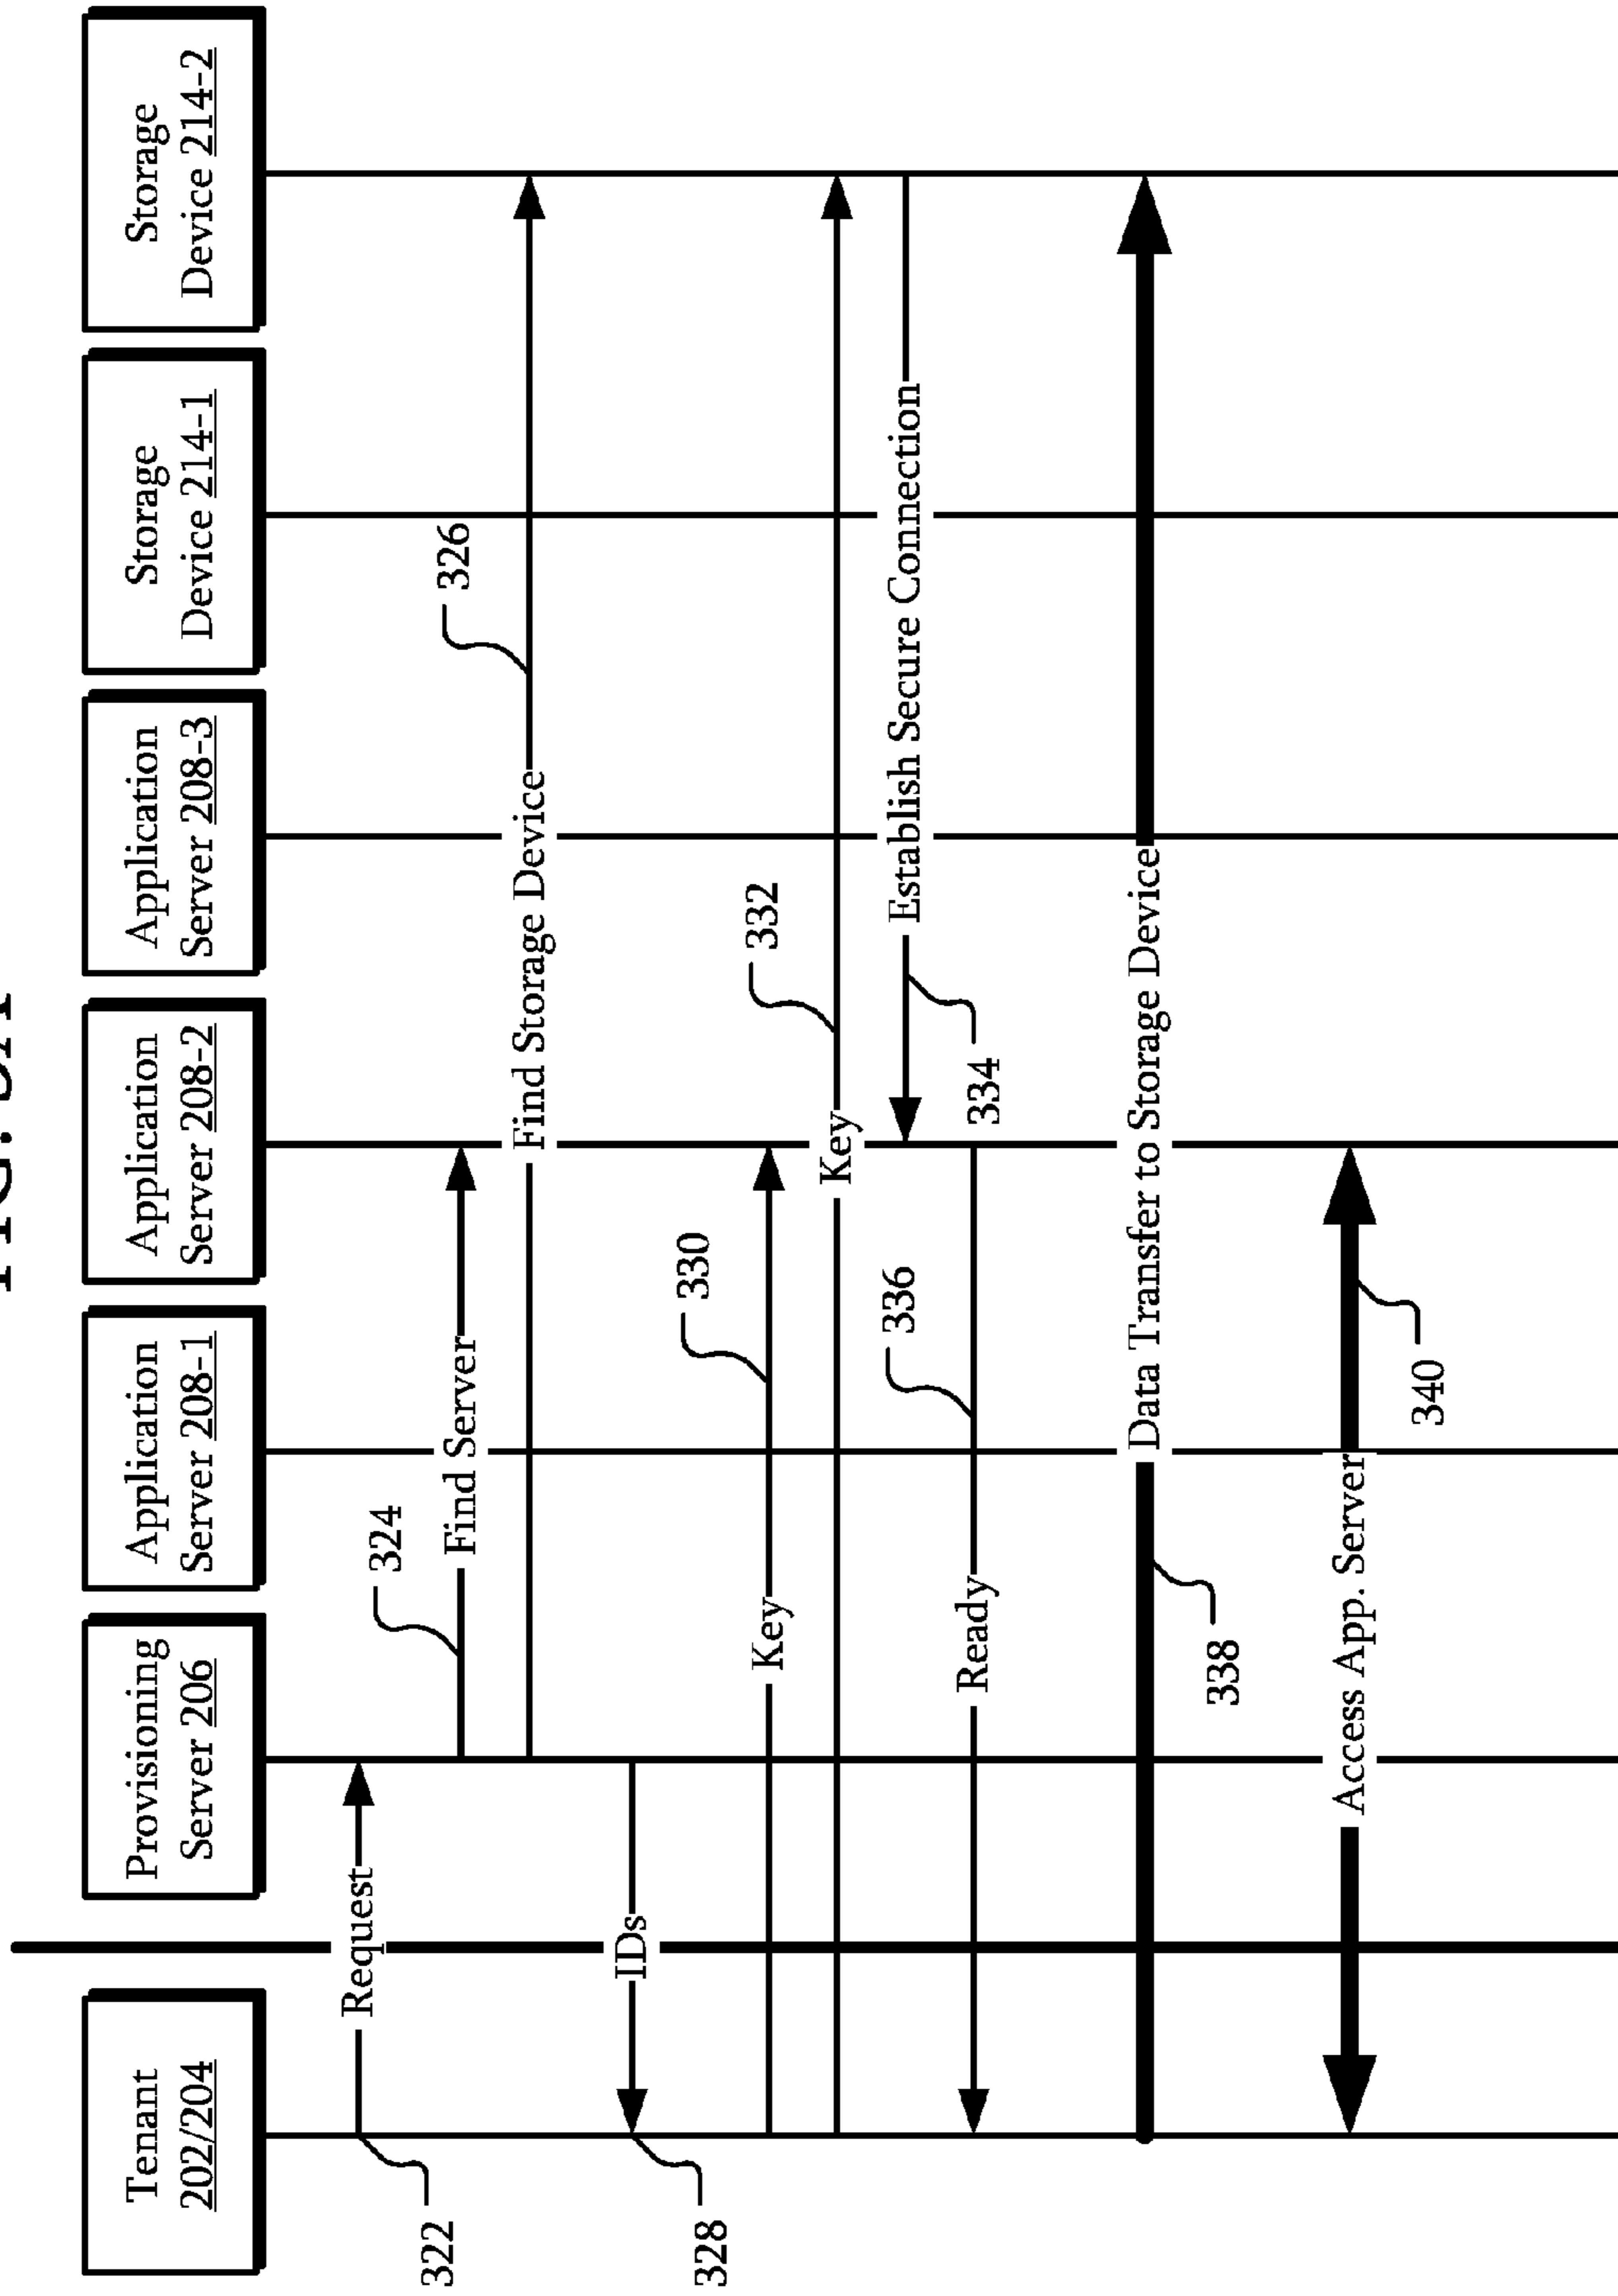 Tenant
202/204
Provisioning
Server 206
Application
Server 208-1
Application
Server 208-2
Application
Server 208-3
Storage
Device 214-1
Storage
Device 214-2
Request
322
324
Find Server
326
Find Storage Device
IDs
328
330
Key
332
Key
Establish Secure Connection
334
336
Ready
Data Transfer to Storage Device
338
Access App. Server
340